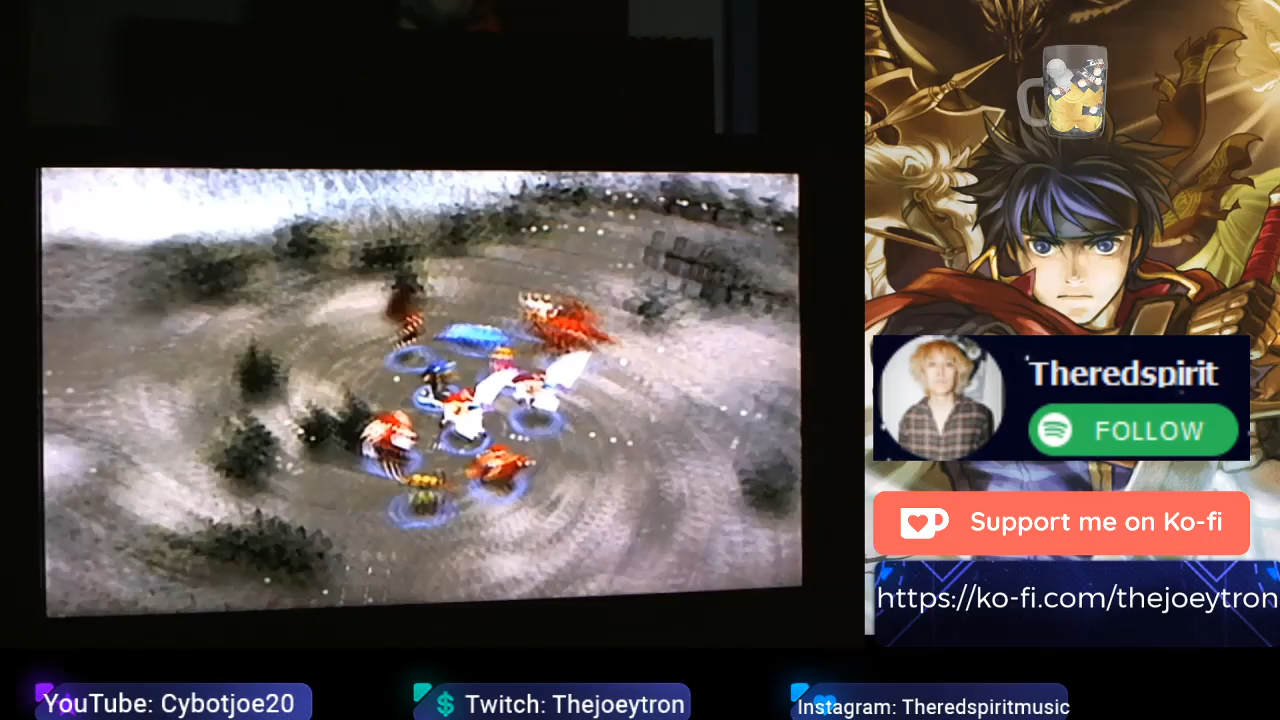 Theredspirit
FOLLOW
Support me on Ko-fi
https://ko-fi.com/thejoeytron
YouTube: Cybotjoe20
Twitch: Thejoeytron
Instagram: Theredspiritmusic